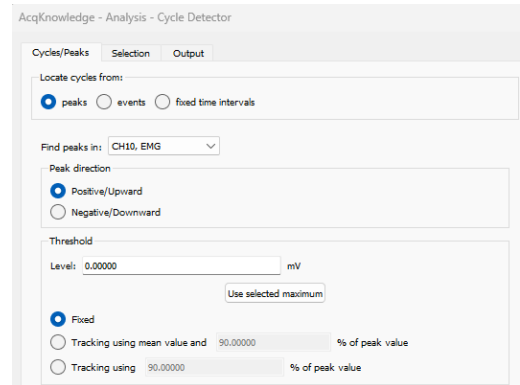 AcqKnowledge - Analysis - Cycle Detector
Cycles/Peaks Selection Output
Locate cycles from:
peaks events fixed time intervals
Find peaks in: CH10, EMG
Peak direction
Positive/Upward
Negative/Downward
Threshold
Level: 0.00000 mV
Use selected maximum
Fixed
Tracking using mean value and 90.00000 % of peak value
Tracking using 90.00000 % of peak value